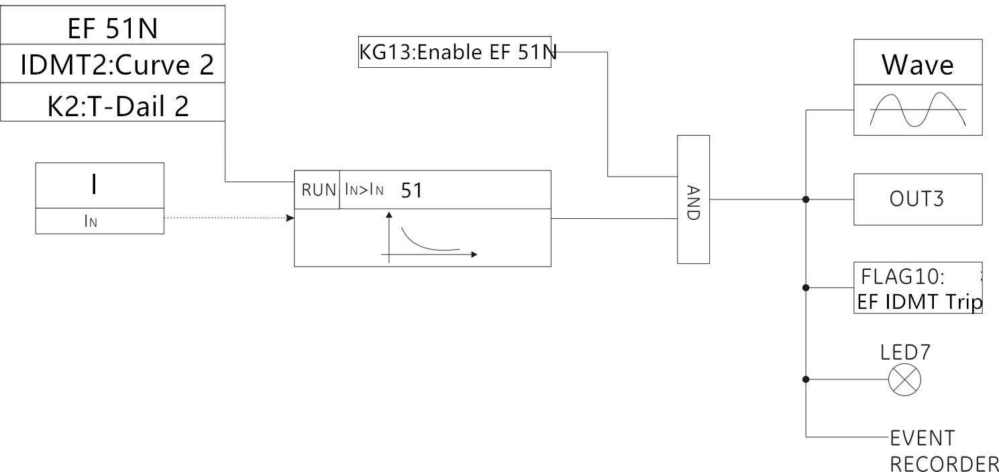 EF 51N
IDMT2:Curve 2
K2:T-Dail 2
I
IN
KG13:Enable EF 51N
RUN
IN>IN 51
AND
Wave
OUT3
FLAG10:
EF IDMT Trip
LED7
EVENT
RECORDER